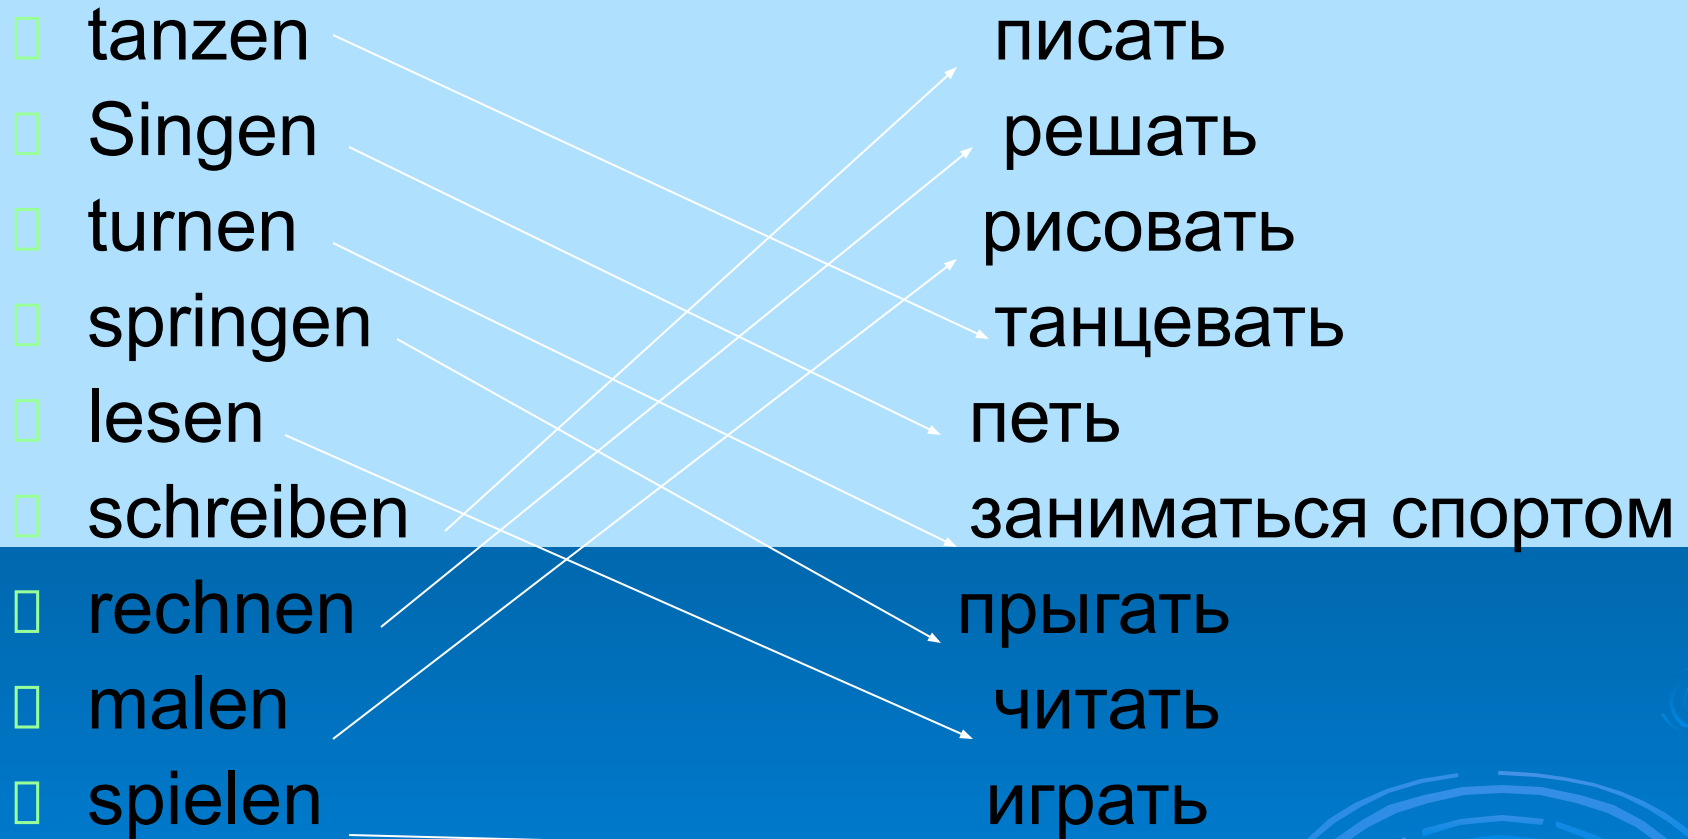 tanzen писать
Singen решать
turnen рисовать
springen танцевать
lesen петь
schreiben заниматься спортом
rechnen прыгать
malen читать
spielen играть